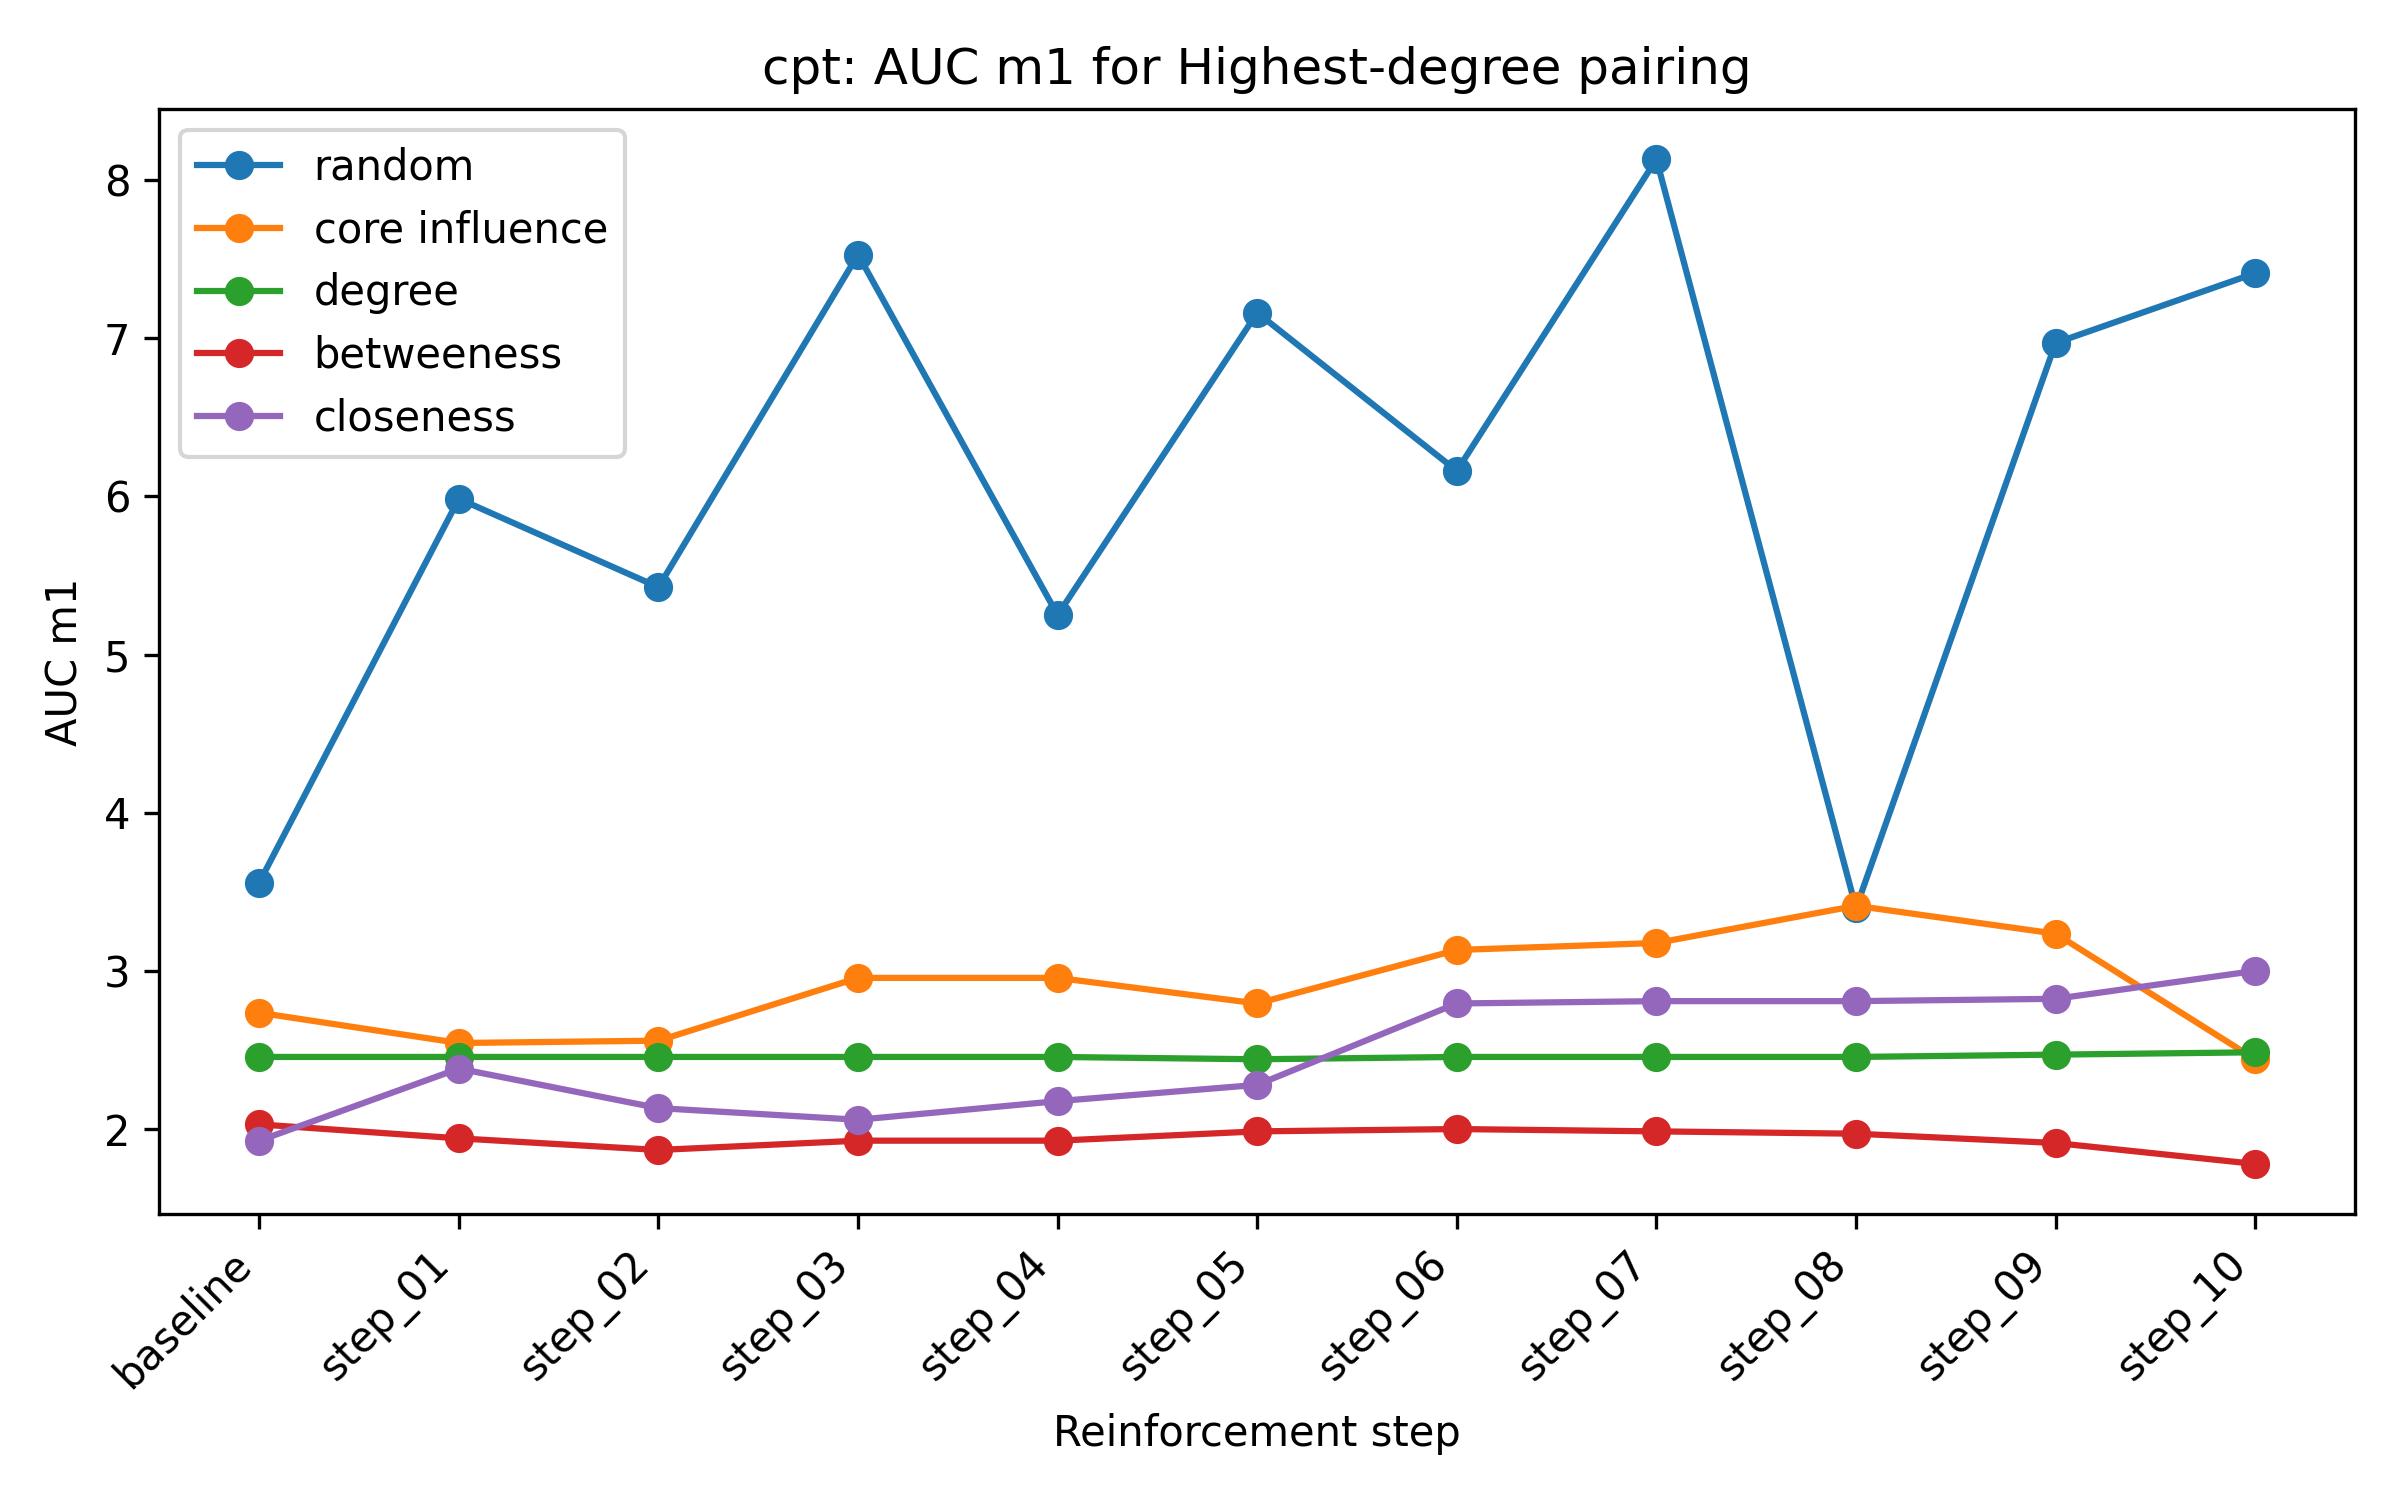 cpt: AUC m1 for Highest-degree pairing
random
core influence
degree
betweeness
closeness
AUC m1
8
7
6
5
4
3
2
baseline
step_01
step_02
step_03
step_04
step_05
step_06
step_07
step_08
step_09
step_10
Reinforcement step